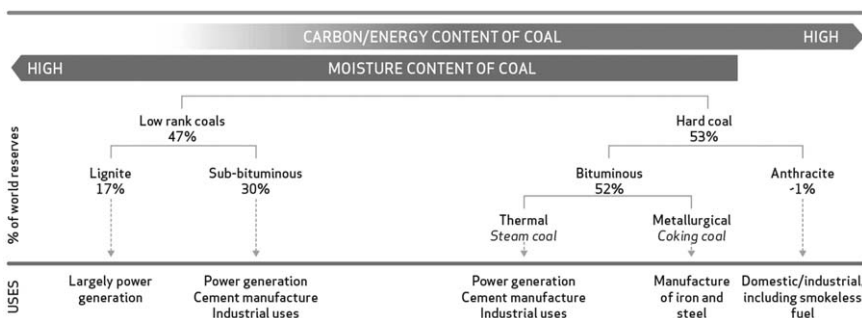 CARBON/ENERGY CONTENT OF COAL HIGH
HIGH MOISTURE CONTENT OF COAL
% of world reserves
Low rank coals
47%
Hard coal
53%
Lignite
17%
Sub-bituminous
30%
Bituminous
52%
Anthracite
-1%
Thermal
Steam coal
Metallurgical
Coking coal
USES
Largely power
generation
Power generation
Cement manufacture
Industrial uses
Power generation
Cement manufacture
Industrial uses
Manufacture
of iron and
steel
Domestic/industrial
including smokeless
fuel